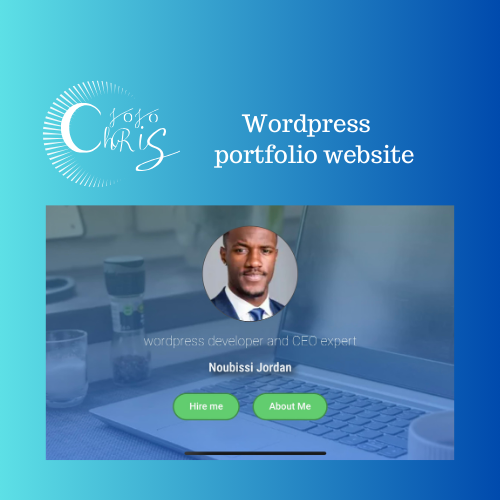 jojo
Chris
Wordpress
portfolio website
wordpress developer and CEO expert
Noubissi Jordan
Hire me
About Me